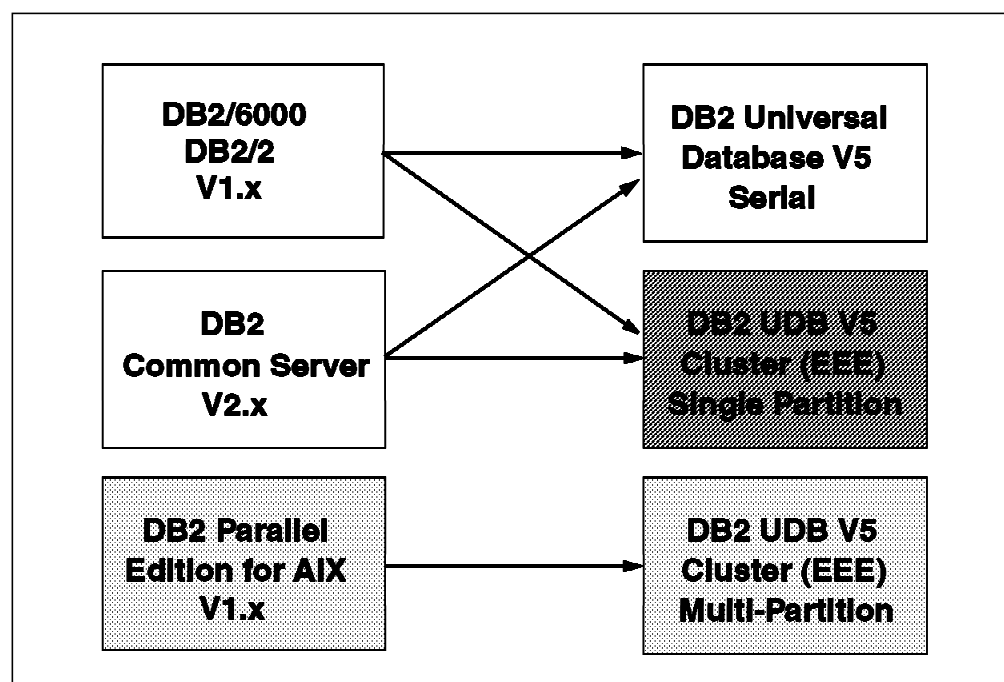 DB2/6000
DB2/2
V1.x
DB2 Universal
Database V5
Serial
DB2
Common Server
V2.x
DB2 UDB V5
Cluster (EEE)
Single Partition
DB2 Parallel
Edition for AIX
V1.x
DB2 UDB V5
Cluster (EEE)
Multi-Partition